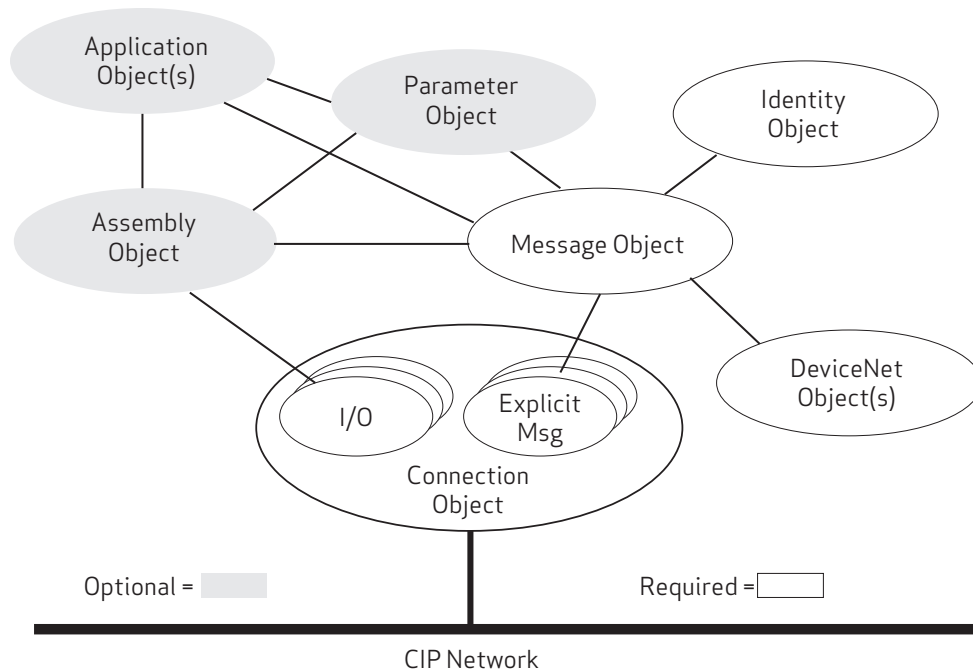 Application
Object(s)
Parameter
Object
Identity
Object
Assembly
Object
Message Object
DeviceNet
Object(s)
I/O
Explicit
Msg
Connection
Object
Optional =
Required =
CIP Network